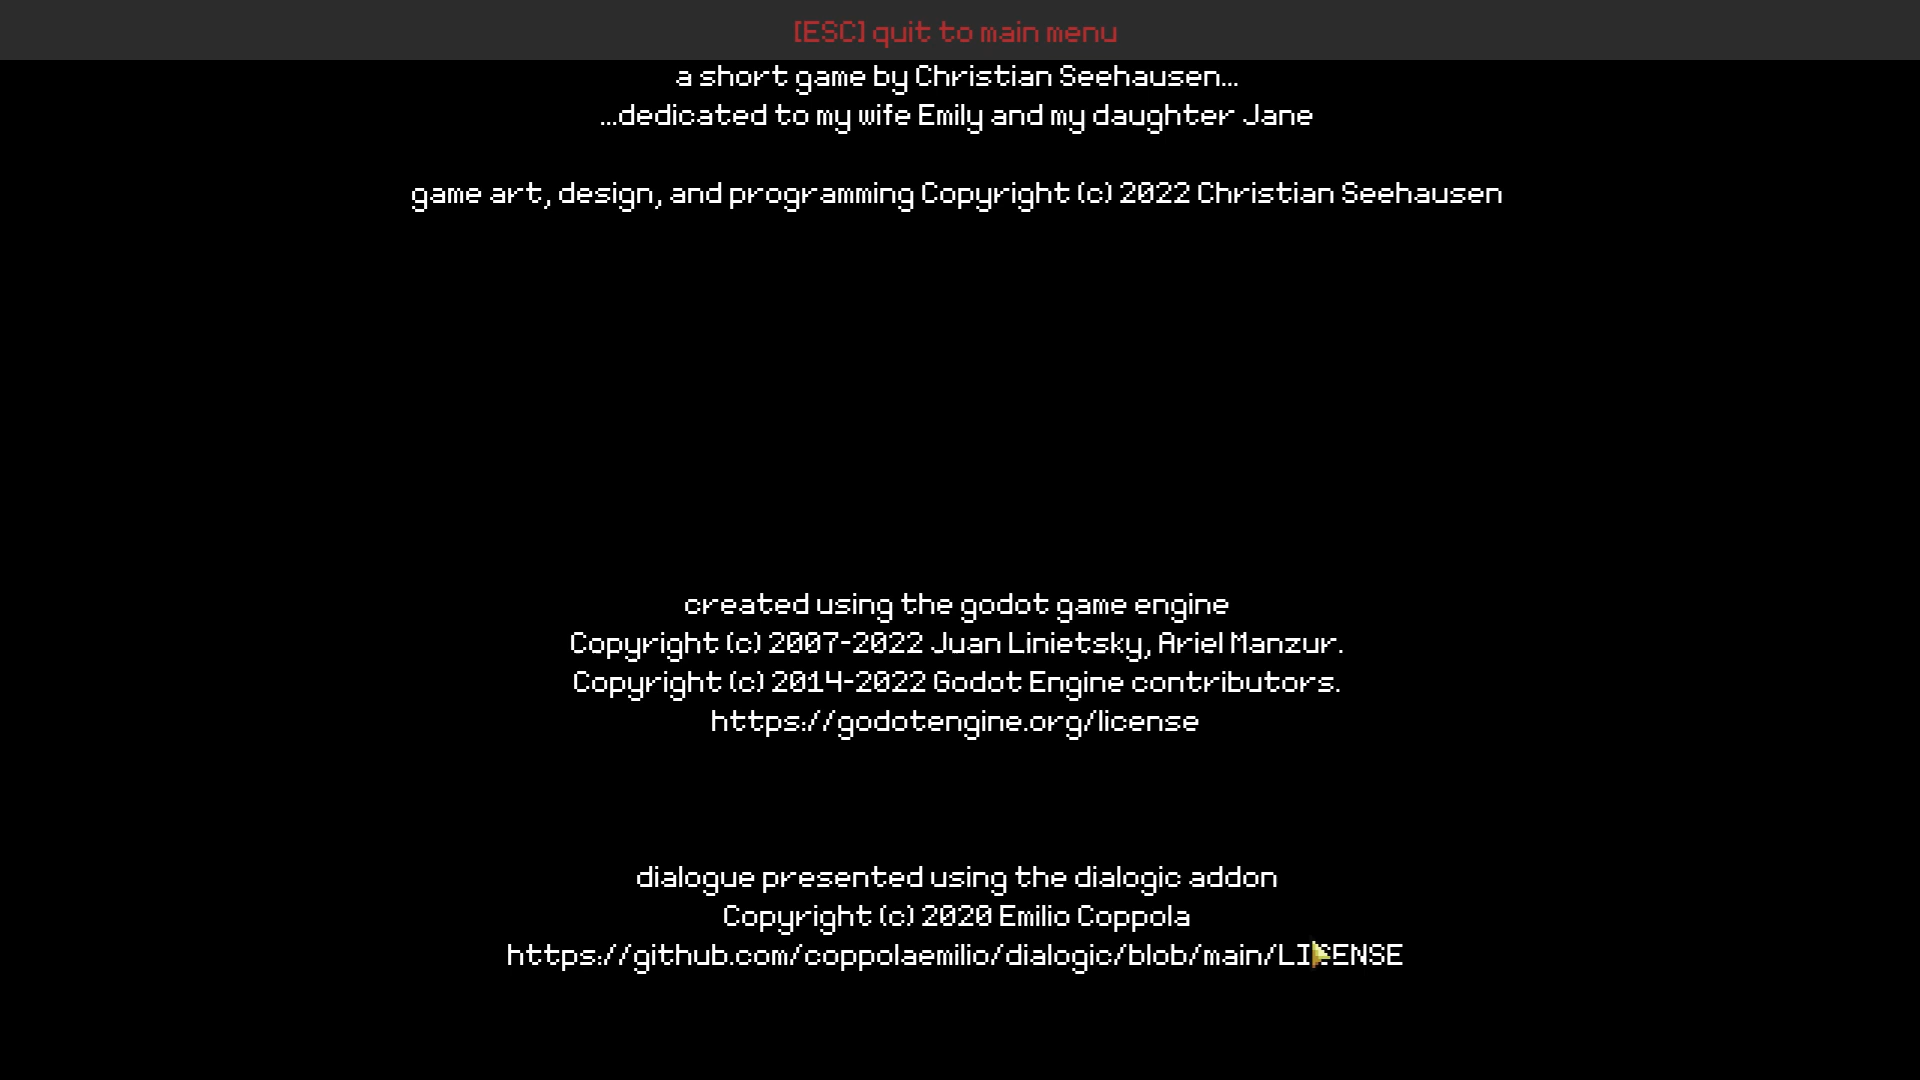 [ESC] quit to main menu
a short game by Christian Seehausen...
...dedicated to my wife Emily and my daughter Jane
game art, design, and programming Copyright (c) 2022 Christian Seehausen
created using the godot game engine
Copyright (c) 2007-2022 Juan Linietsky, Ariel Manzur.
Copyright (c) 2014-2022 Godot Engine contributors.
https://godotengine.org/license
dialogue presented using the dialogic addon
Copyright (c) 2020 Emilio Coppola
https://github.com/coppolaemilio/dialogic/blob/main/LICENSE